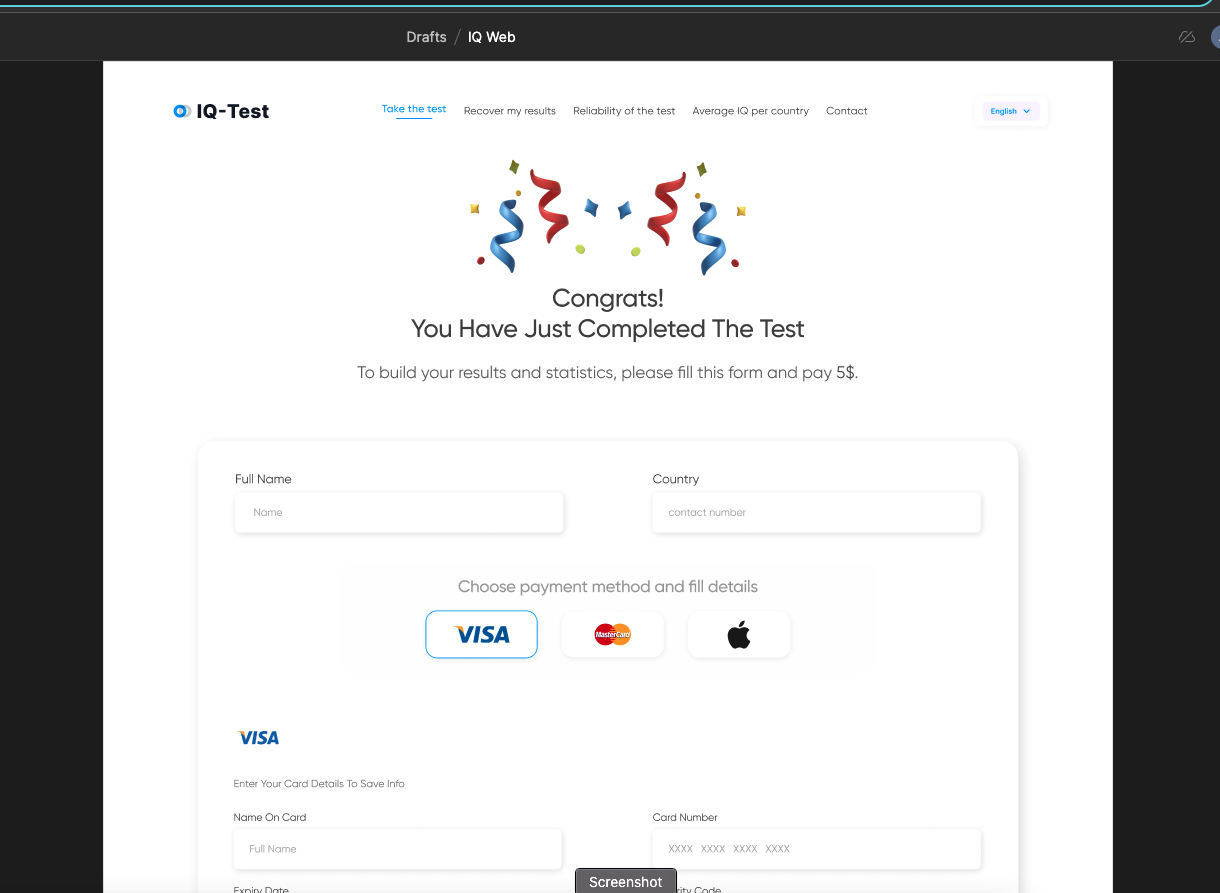 Drafts / IQ Web
IQ-Test
Take the test Recover my results Reliability of the test Average IQ per country Contact
English
Congrats!
You Have Just Completed The Test
To build your results and statistics, please fill this form and pay 5$.
Full Name Country
Name contact number
Choose payment method and fill details
VISA MasterCard
VISA
Enter Your Card Details To Save Info
Name On Card Card Number
Full Name XXXX XXXX XXXX XXXX
Screenshot
Expiry Date Code